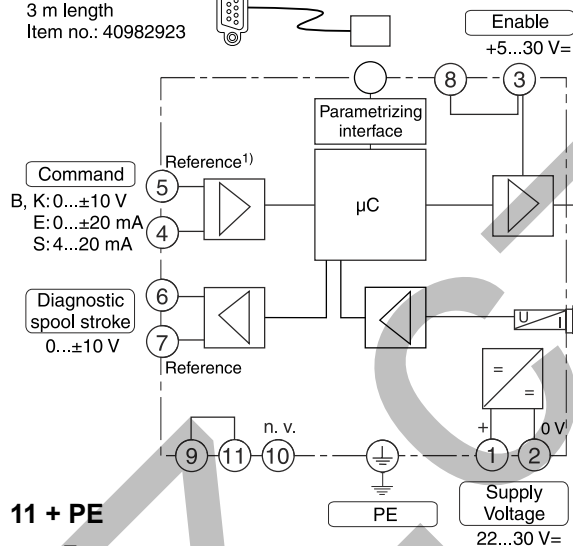 3 m length
Item no.: 40982923
Enable
+5...30 V=
8
3
Parametrizing
interface
Command
Reference1)
5
B, K: 0...±10 V
E: 0...±20 mA
S: 4...20 mA
4
µC
Diagnostic
spool stroke
0...±10 V
6
7
Reference
U
I
=
=
+
0 V
n. v.
9
11
10
1
2
11 + PE
PE
Supply
Voltage
22...30 V=